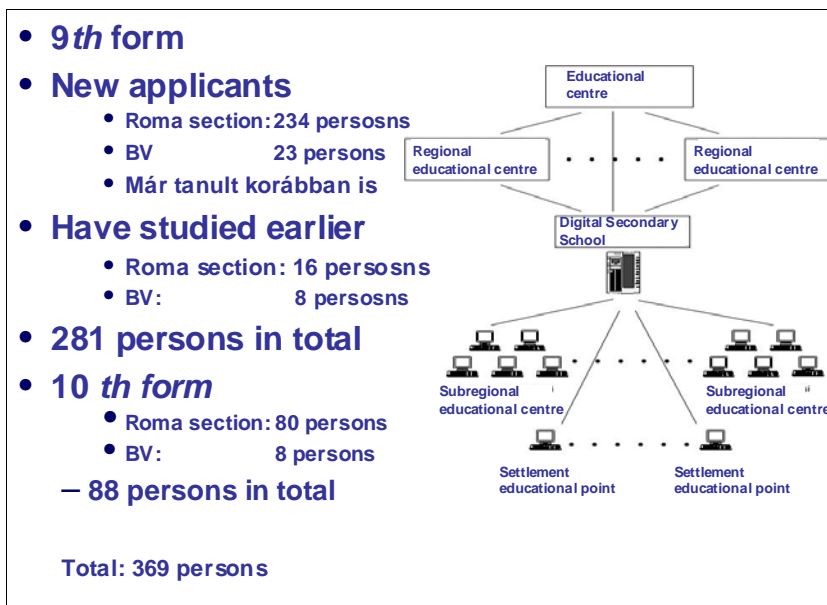 • 9th form
• New applicants
• Roma section: 234 persosns
• BV 23 persons
• Már tanult korábban is
• Have studied earlier
• Roma section: 16 persosns
• BV: 8 persosns
• 281 persons in total
• 10 th form
• Roma section: 80 persons
• BV: 8 persons
– 88 persons in total
Total: 369 persons
Educational
centre
Regional
educational centre
Regional
educational centre
Digital Secondary
School
Subregional
educational centre
Subregional
educational centre
Settlement
educational point
Settlement
educational point